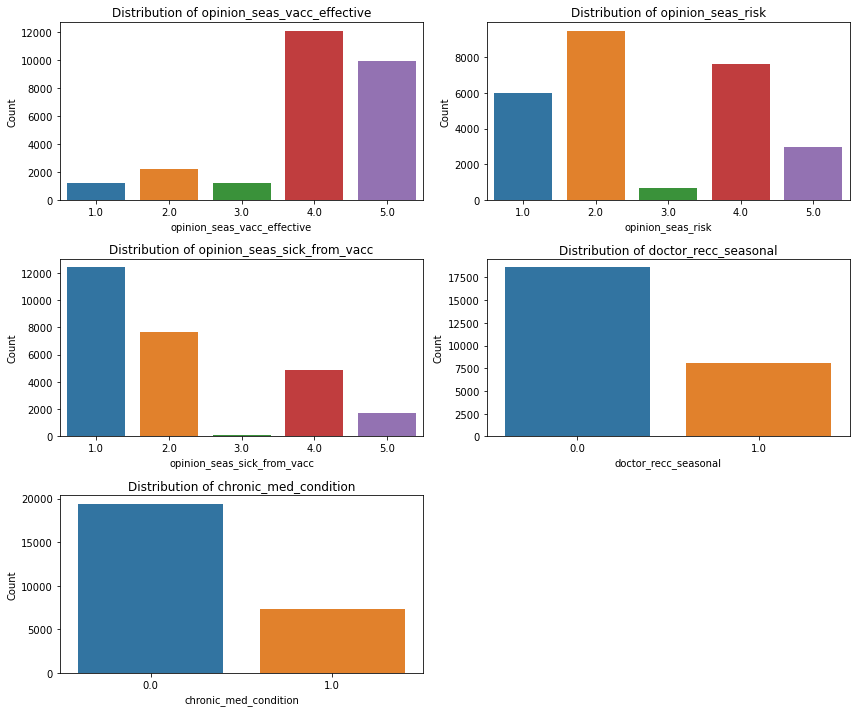 Distribution of opinion_seas_vacc_effective
12000
10000
8000
6000
4000
2000
0
Count
1.0 2.0 3.0 4.0 5.0
opinion_seas_vacc_effective
Distribution of opinion_seas_risk
8000
6000
4000
2000
0
Count
1.0 2.0 3.0 4.0 5.0
opinion_seas_risk
Distribution of opinion_seas_sick_from_vacc
12000
10000
8000
6000
4000
2000
0
Count
1.0 2.0 3.0 4.0 5.0
opinion_seas_sick_from_vacc
Distribution of doctor_recc_seasonal
17500
15000
12500
10000
7500
5000
2500
0
Count
0.0 1.0
doctor_recc_seasonal
Distribution of chronic_med_condition
20000
15000
10000
5000
0
Count
0.0 1.0
chronic_med_condition